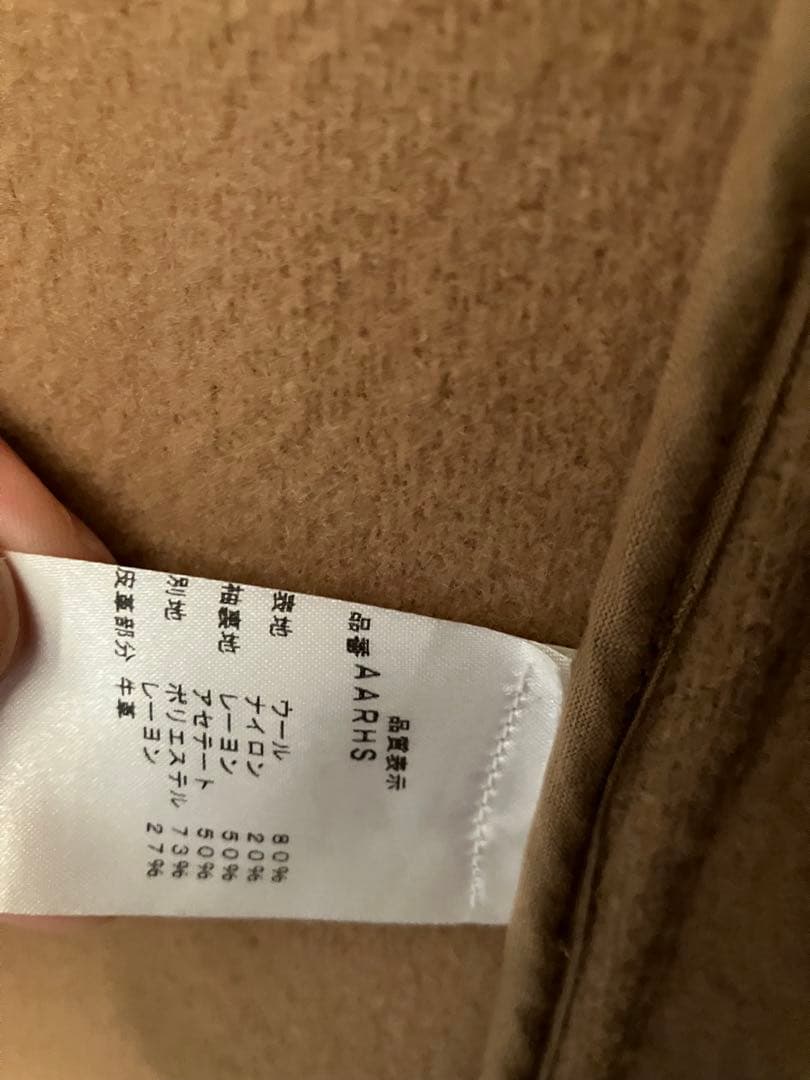 品質表示
品番 AARHS
表地 ウール 80%
ナイロン 20%
袖裏地 レーヨン 50%
アセテート 50%
別地 ポリエステル 73%
レーヨン 27%
皮革部分 牛革